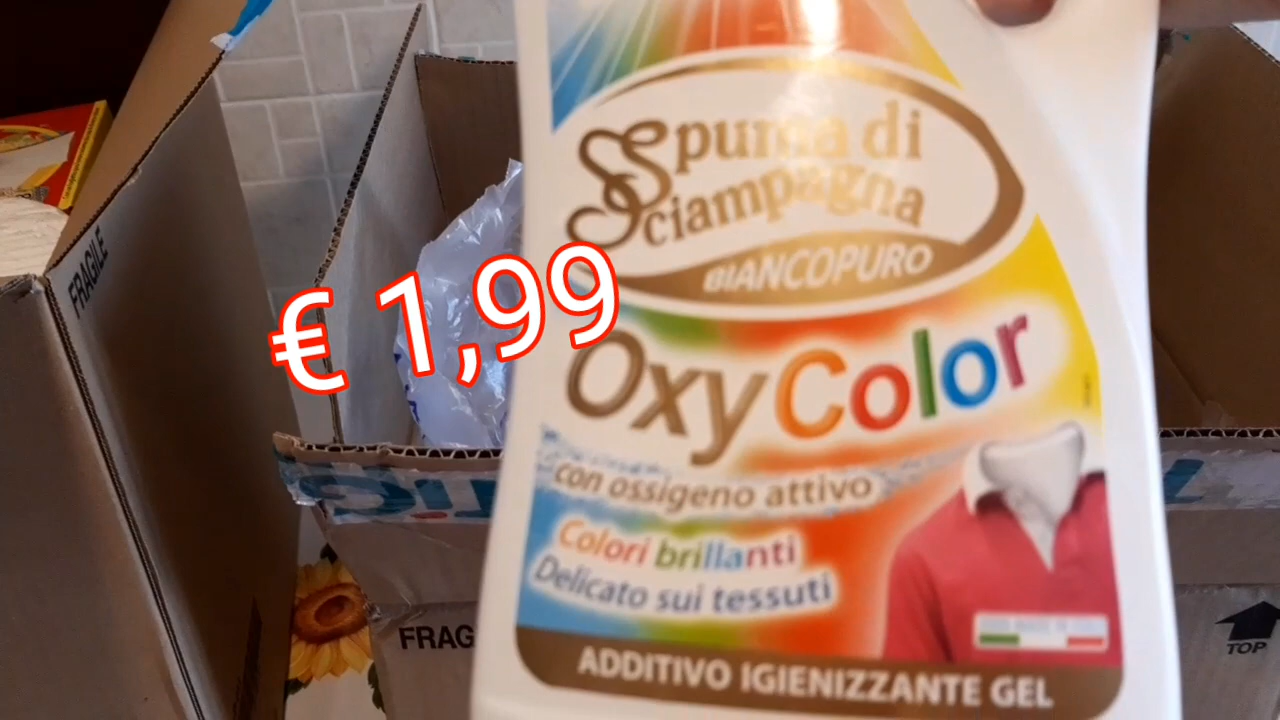 € 1,99
Spuma di
Sciampagna
BIANCOPURO
OxyColor
con ossigeno attivo
Colori brillanti
Delicato sui tessuti
ADDITIVO IGIENIZZANTE GEL
FRAGILE
FRAG
TOP